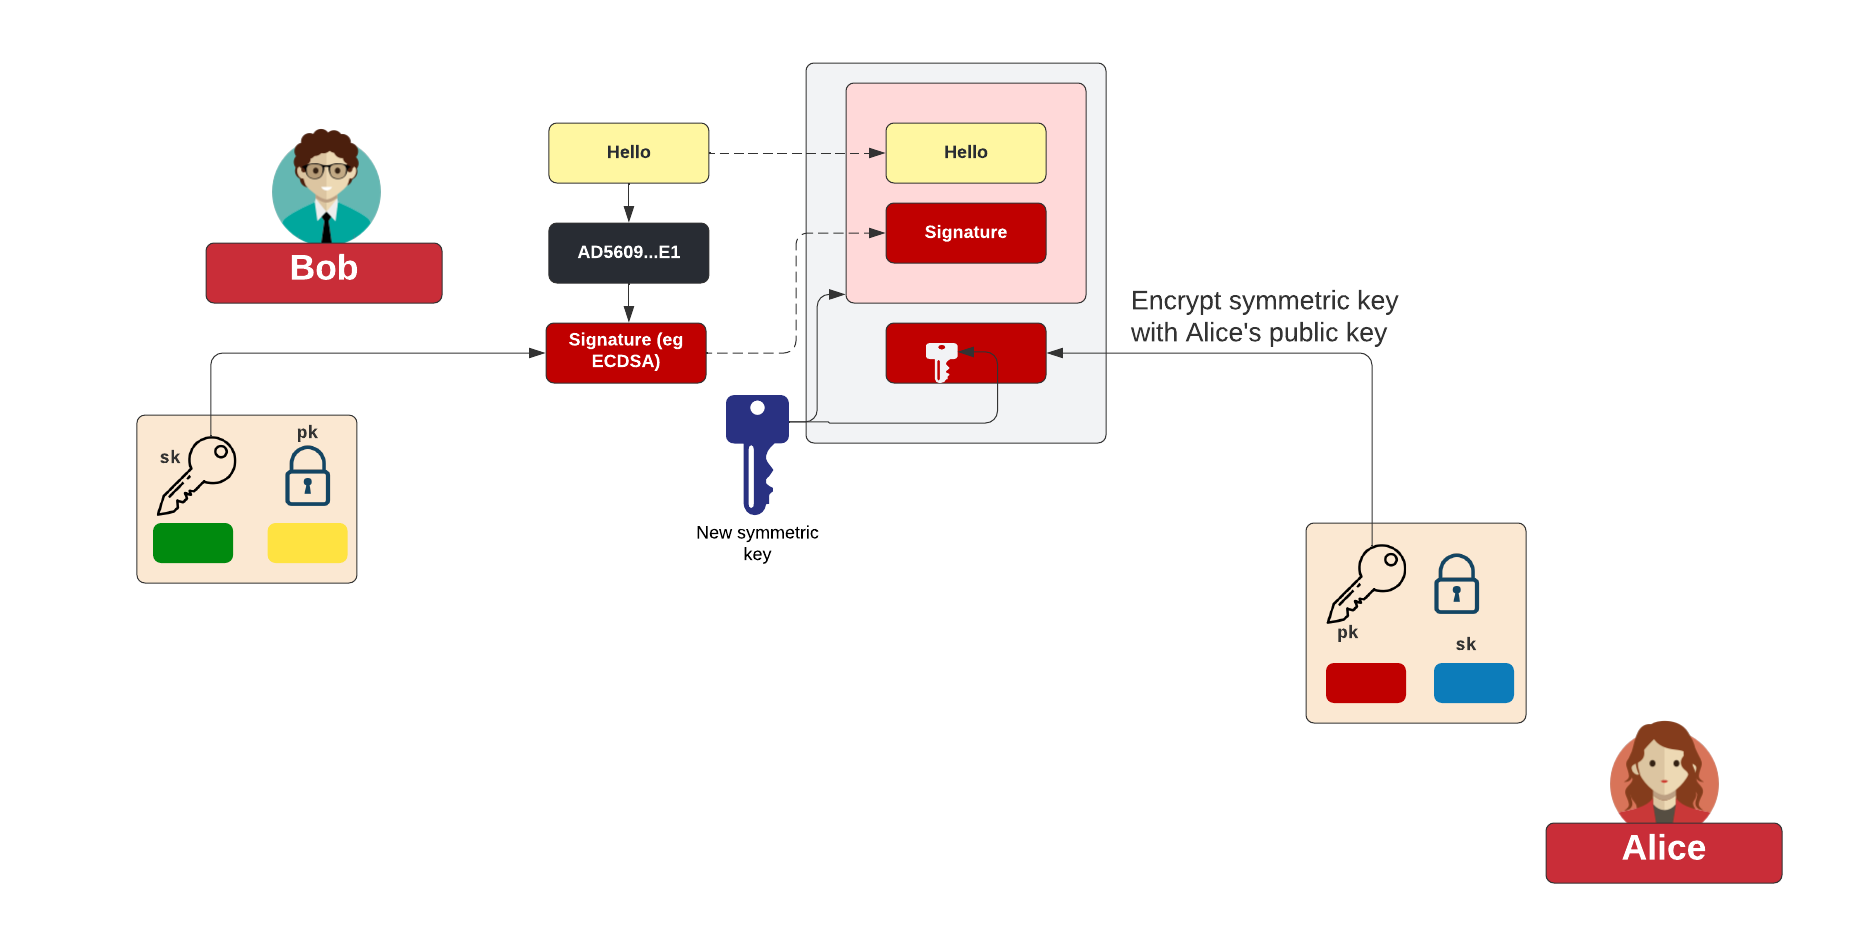 Hello
Hello
AD5609...E1
Signature
Bob
Signature (eg
ECDSA)
Encrypt symmetric key
with Alice's public key
sk
pk
New symmetric
key
pk
sk
Alice